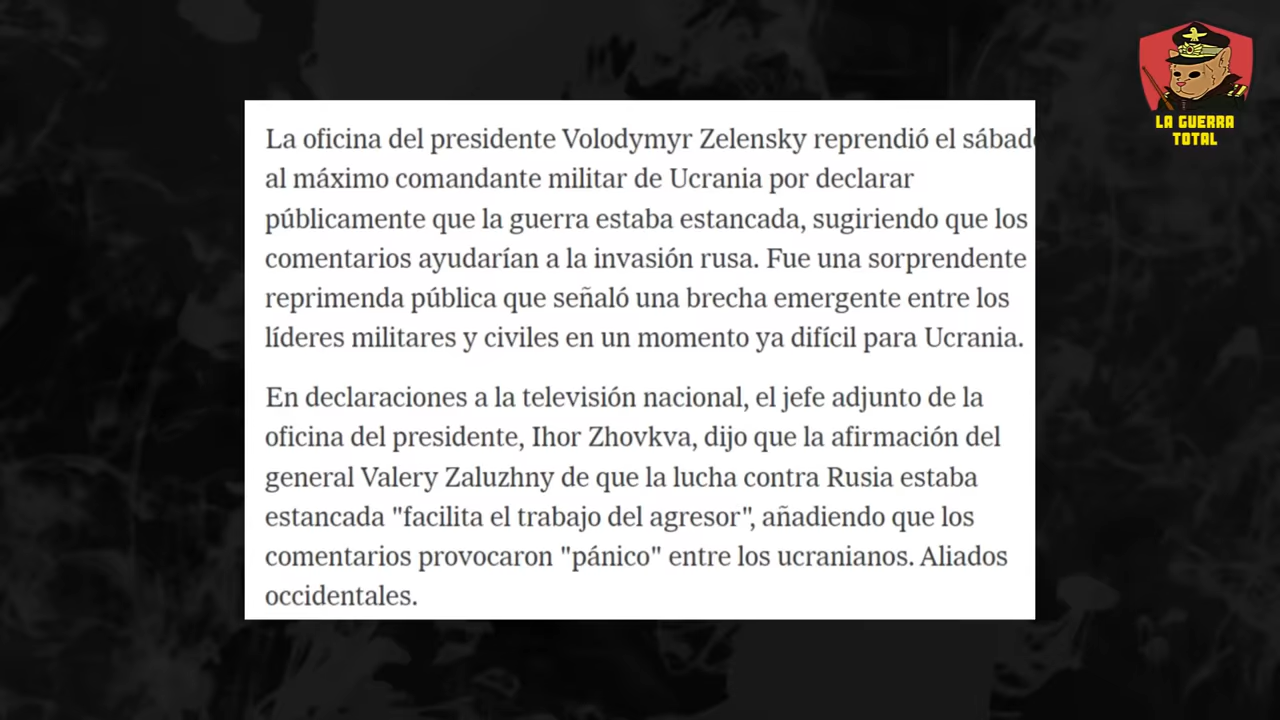 La oficina del presidente Volodymyr Zelensky reprendió el sábado
al máximo comandante militar de Ucrania por declarar
públicamente que la guerra estaba estancada, sugiriendo que los
comentarios ayudarían a la invasión rusa. Fue una sorprendente
reprimenda pública que señaló una brecha emergente entre los
líderes militares y civiles en un momento ya difícil para Ucrania.
En declaraciones a la televisión nacional, el jefe adjunto de la
oficina del presidente, Ihor Zhovkva, dijo que la afirmación del
general Valery Zaluzhny de que la lucha contra Rusia estaba
estancada "facilita el trabajo del agresor", añadiendo que los
comentarios provocaron "pánico" entre los ucranianos. Aliados
occidentales.
LA GUERRA
TOTAL